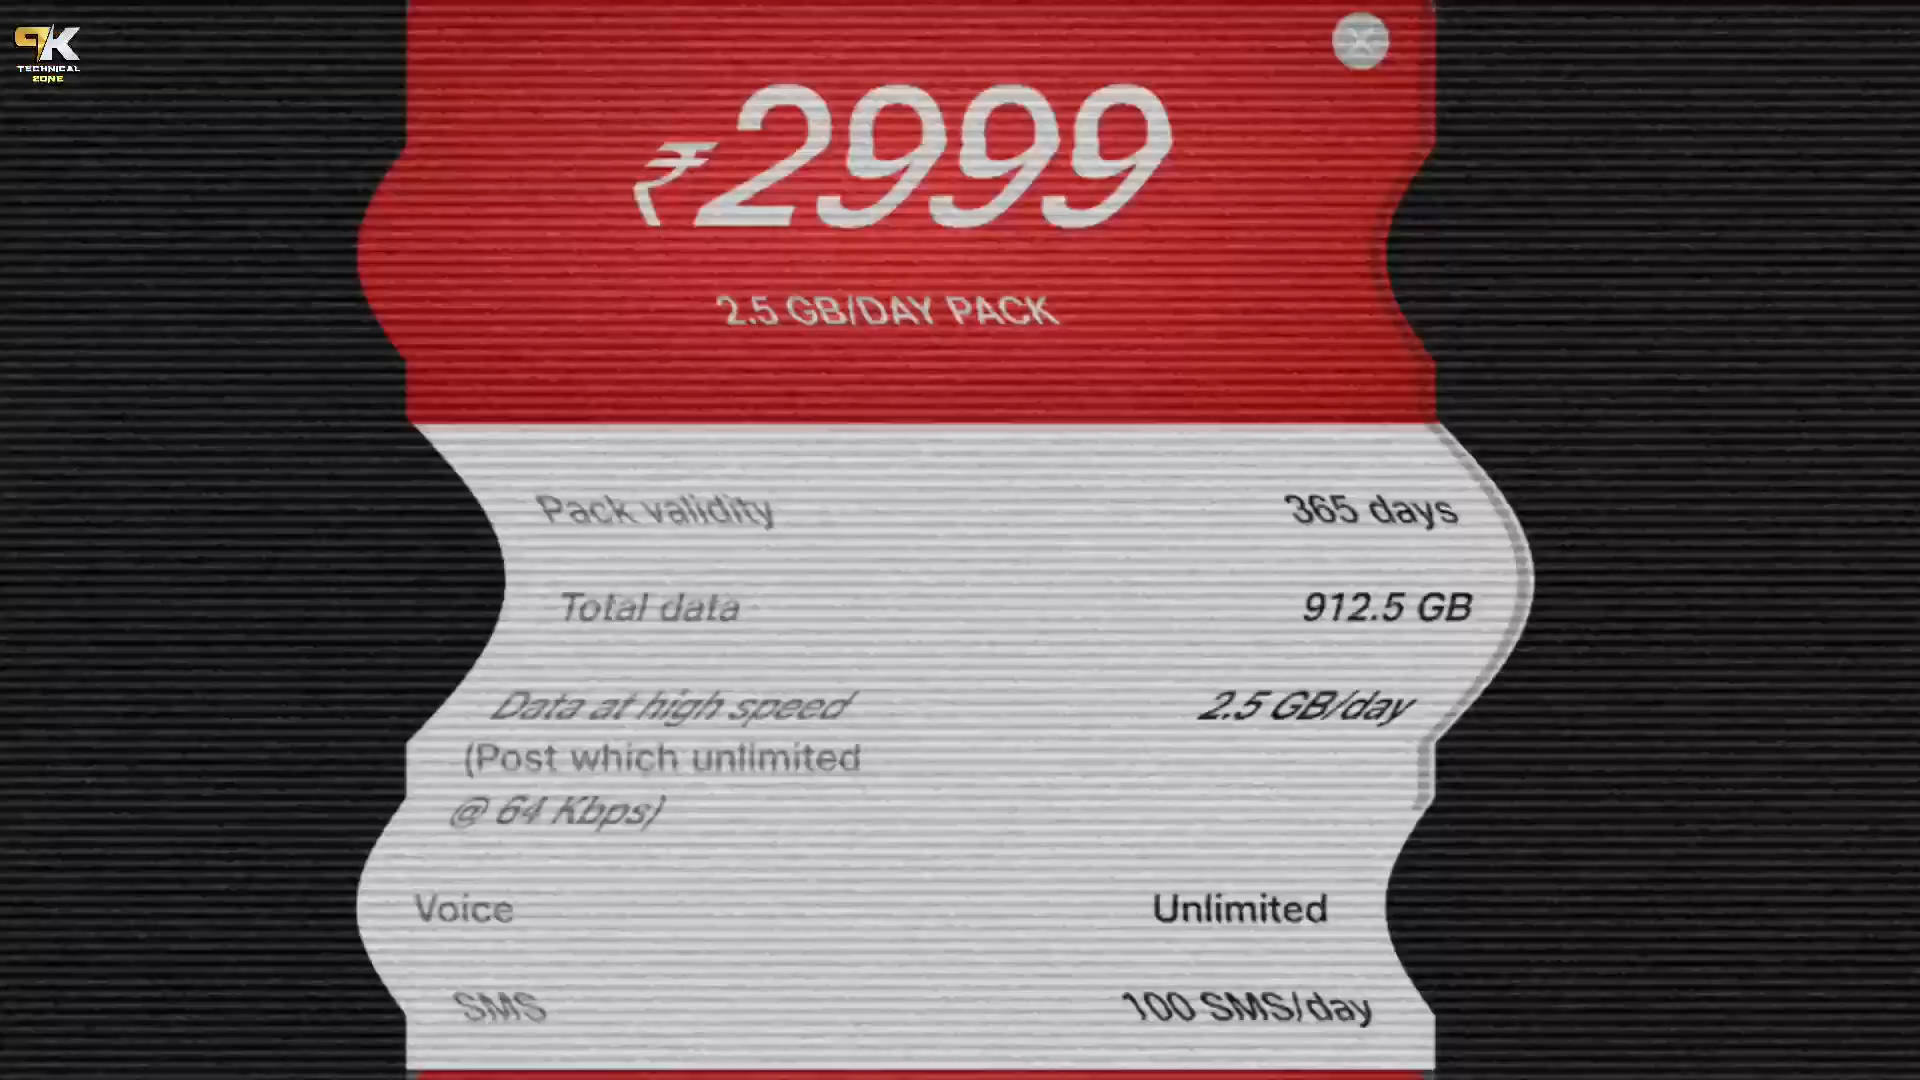 PK
TECHNICAL
ZONE
₹2999
2.5 GB/DAY PACK
Pack validity 365 days
Total data 912.5 GB
Data at high speed 2.5 GB/day
(Post which unlimited
@ 64 Kbps)
Voice Unlimited
SMS 100 SMS/day